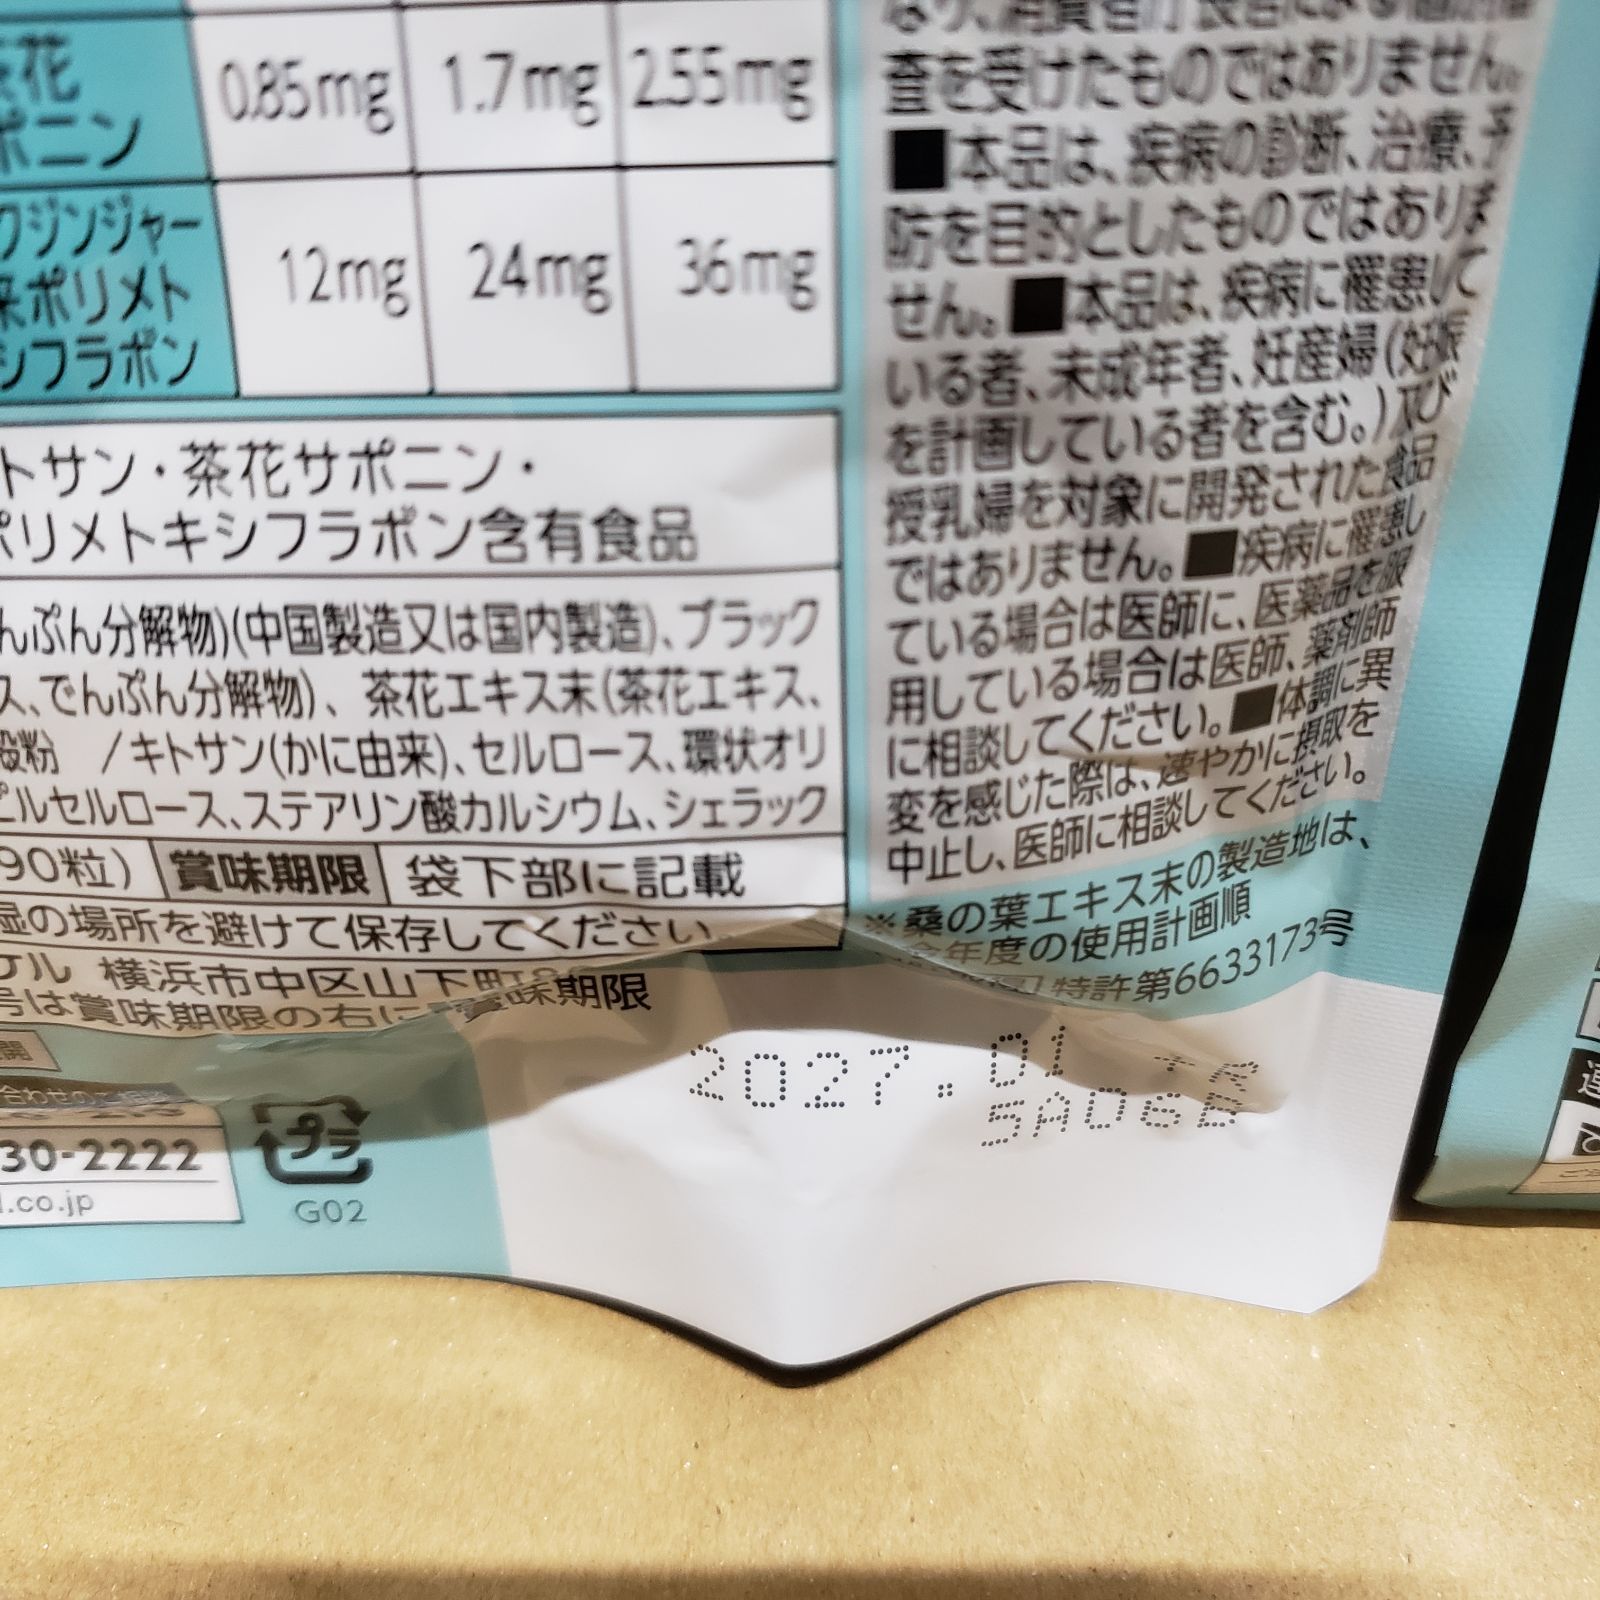 茶花
ポニン
0.85mg
1.7mg
2.55mg
クジンジャー
来ポリメト
シフラボン
12mg
24mg
36mg
トサン・茶花サポニン・
ポリメトキシフラボン含有食品
んぷん分解物)(中国製造又は国内製造)、ブラック
ス、でんぷん分解物)、茶花エキス末(茶花エキス、
殺粉 /キトサン(かに由来)、セルロース、環状オリ
ピルセルロース、ステアリン酸カルシウム、シェラック
90粒)
賞味期限
袋下部に記載
湿の場所を避けて保存してください
ケル 横浜市中区山下町
号は賞味期限の右に
開
合わせの
30-2222
l.co.jp
プラ
G02
査を受けたものではありません。
■本品は、疾病の診断、治療、予
防を目的としたものではありま
せん。■本品は、疾病に罹患して
いる者、未成年者、妊産婦(妊娠
を計画している者を含む。)及び
授乳婦を対象に開発された食品
ではありません。■疾病に罹患し
ている場合は医師に、医薬品を服
用している場合は医師、薬剤師
に相談してください。■体調に異
変を感じた際は、速やかに摂取を
中止し、医師に相談してください。
※桑の葉エキス末の製造地は、
今年度の使用計画順
特許第6633173号
賞味期限
2027.01 +R
5A06B